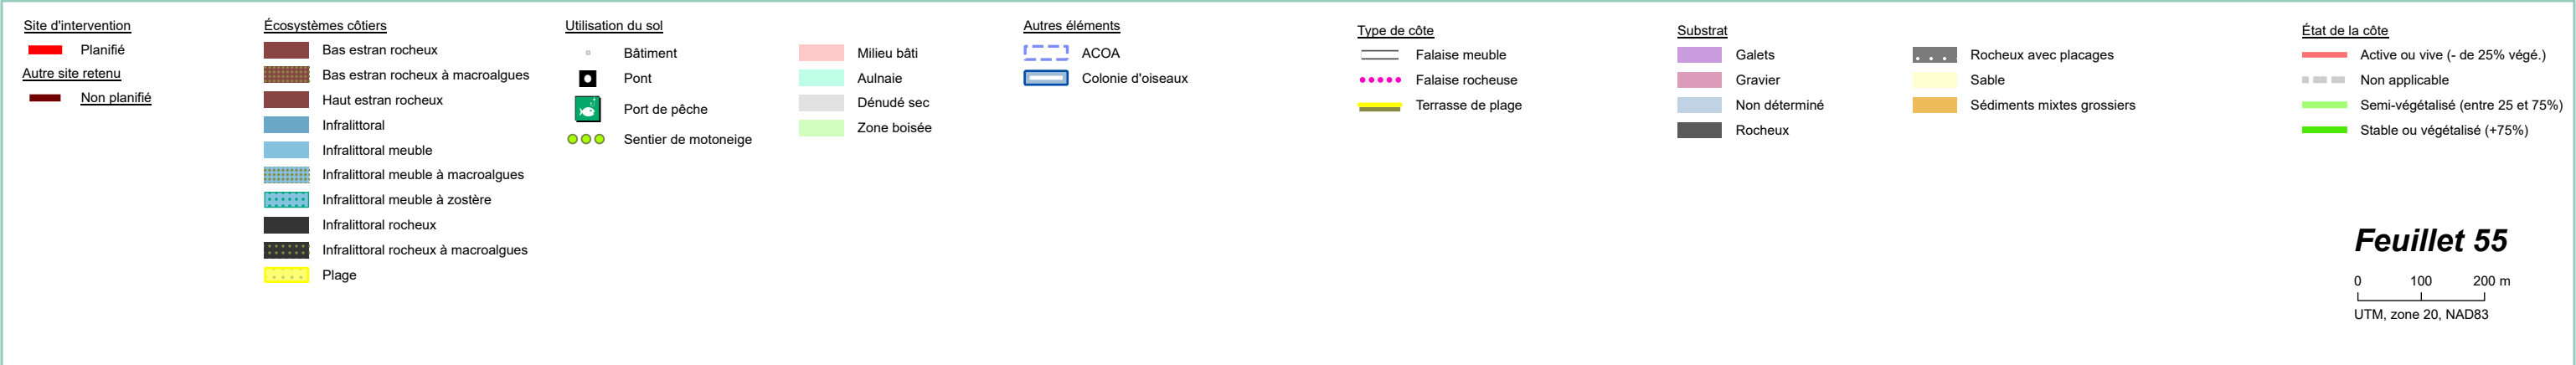 Site d'intervention
Planifié
Autre site retenu
Non planifié
Écosystèmes côtiers
Bas estran rocheux
Bas estran rocheux à macroalgues
Haut estran rocheux
Infralittoral
Infralittoral meuble
Infralittoral meuble à macroalgues
Infralittoral meuble à zostère
Infralittoral rocheux
Infralittoral rocheux à macroalgues
Plage
Utilisation du sol
Bâtiment
Pont
Port de pêche
Sentier de motoneige
Milieu bâti
Aulnaie
Dénudé sec
Zone boisée
Autres éléments
ACOA
Colonie d'oiseaux
Type de côte
Falaise meuble
Falaise rocheuse
Terrasse de plage
Substrat
Galets
Gravier
Non déterminé
Rocheux
Rocheux avec placages
Sable
Sédiments mixtes grossiers
État de la côte
Active ou vive (- de 25% végé.)
Non applicable
Semi-végétalisé (entre 25 et 75%)
Stable ou végétalisé (+75%)
Feuillet 55
0 100 200 m
UTM, zone 20, NAD83